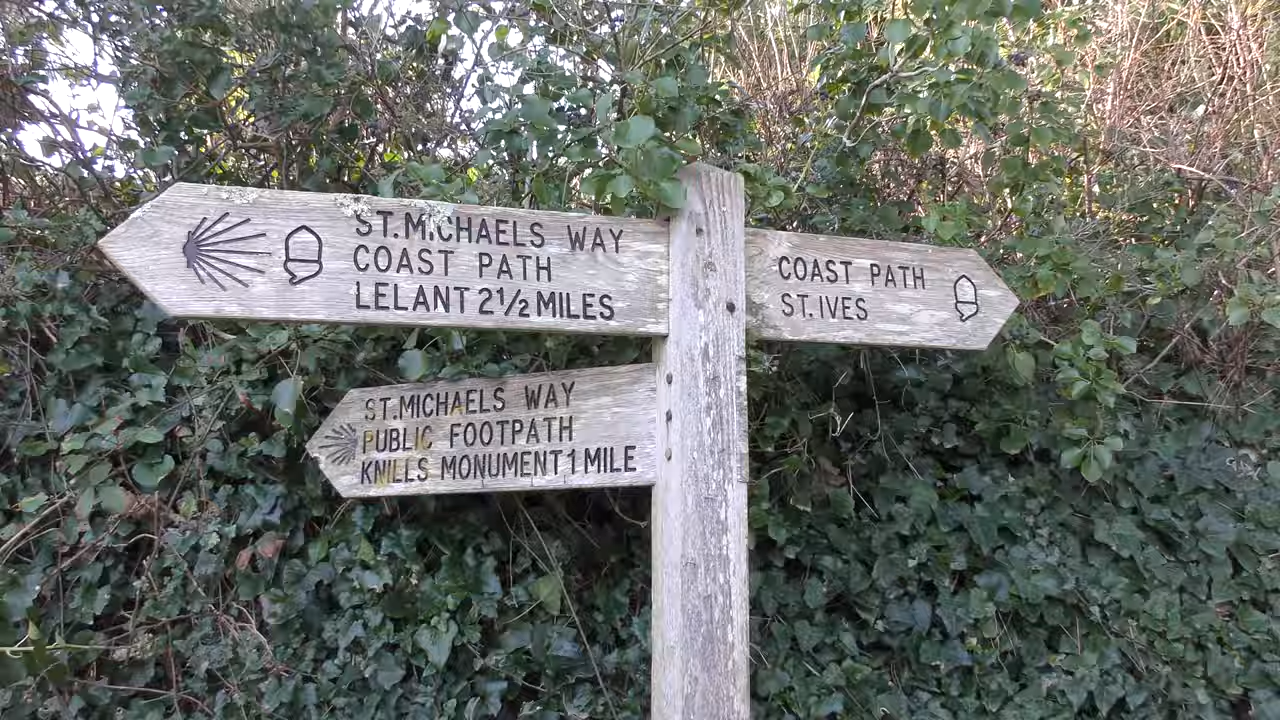 ST.MICHAELS WAY
COAST PATH
LELANT 2½ MILES
COAST PATH
ST.IVES
ST.MICHAELS WAY
PUBLIC FOOTPATH
KNILLS MONUMENT 1 MILE